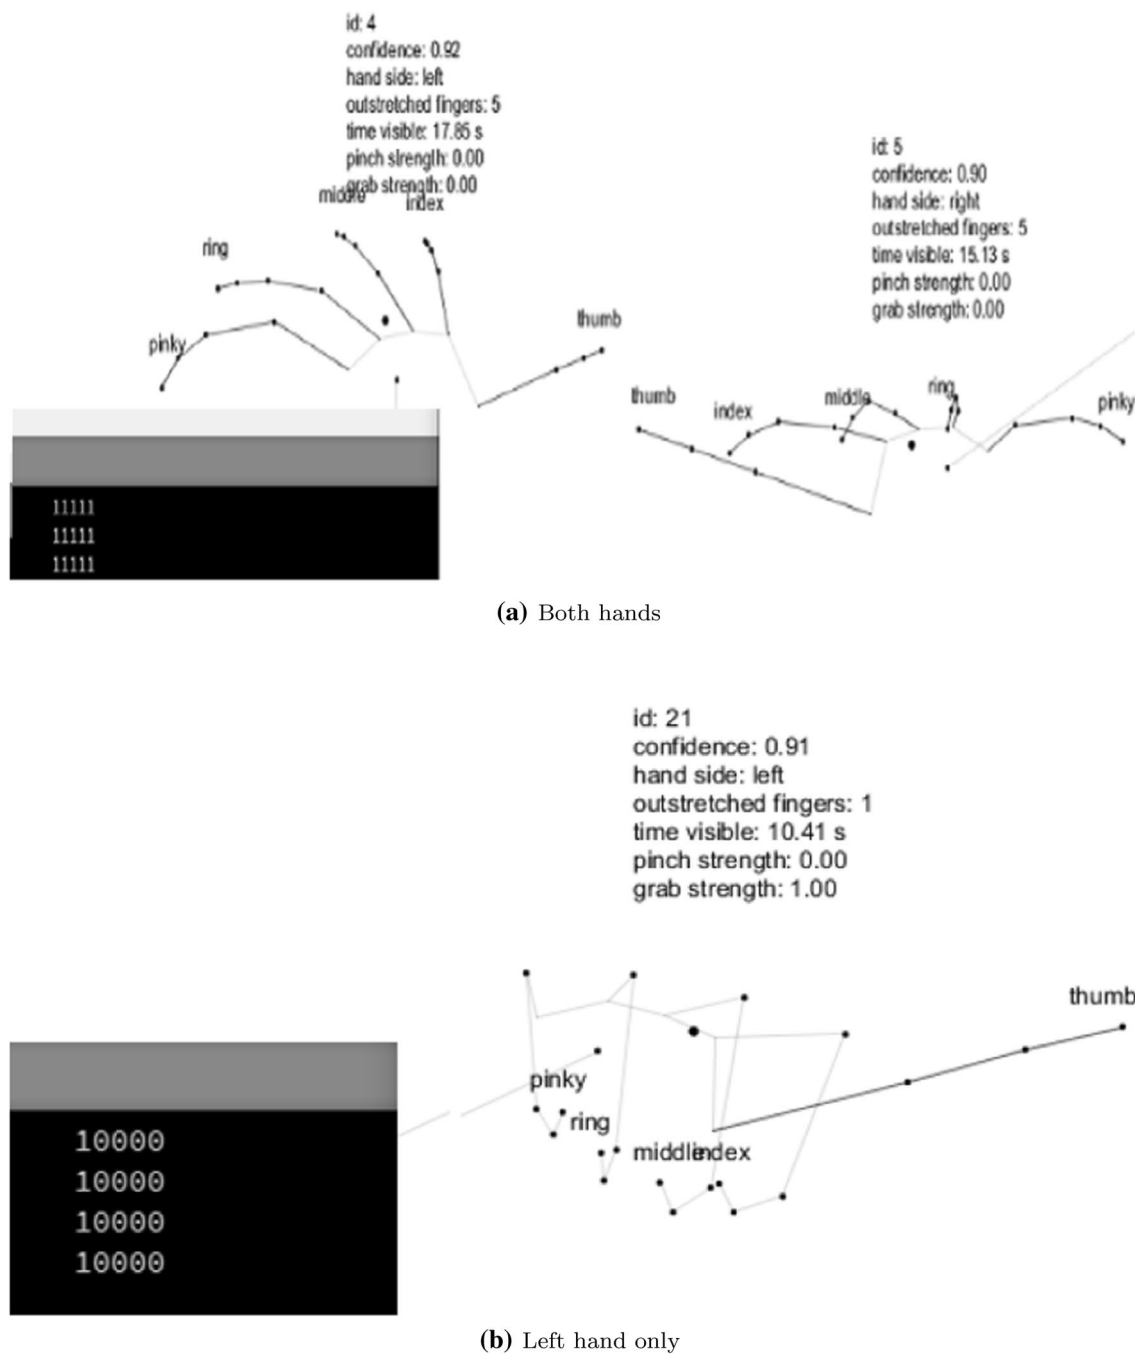 id: 4
confidence: 0.92
hand side: left
outstretched fingers: 5
time visible: 17.85 s
pinch strength: 0.00
grab strength: 0.00
middle
index
ring
pinky
thumb
id: 5
confidence: 0.90
hand side: right
outstretched fingers: 5
time visible: 15.13 s
pinch strength: 0.00
grab strength: 0.00
thumb
index
middle
ring
pinky
11111
11111
11111
(a) Both hands
id: 21
confidence: 0.91
hand side: left
outstretched fingers: 1
time visible: 10.41 s
pinch strength: 0.00
grab strength: 1.00
thumb
pinky
ring
middle
index
10000
10000
10000
10000
(b) Left hand only